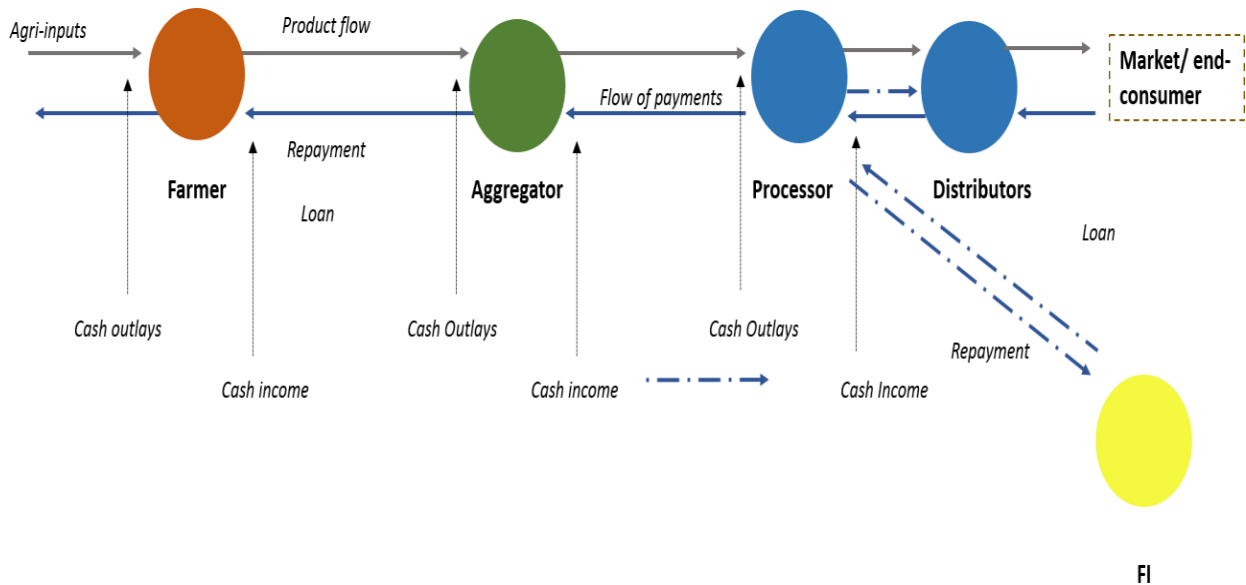 Agri-inputs
Product flow
Market/ end-
consumer
Flow of payments
Repayment
Farmer
Aggregator
Processor
Distributors
Loan
Loan
Cash outlays
Cash Outlays
Cash Outlays
Repayment
Cash income
Cash income
Cash Income
FI